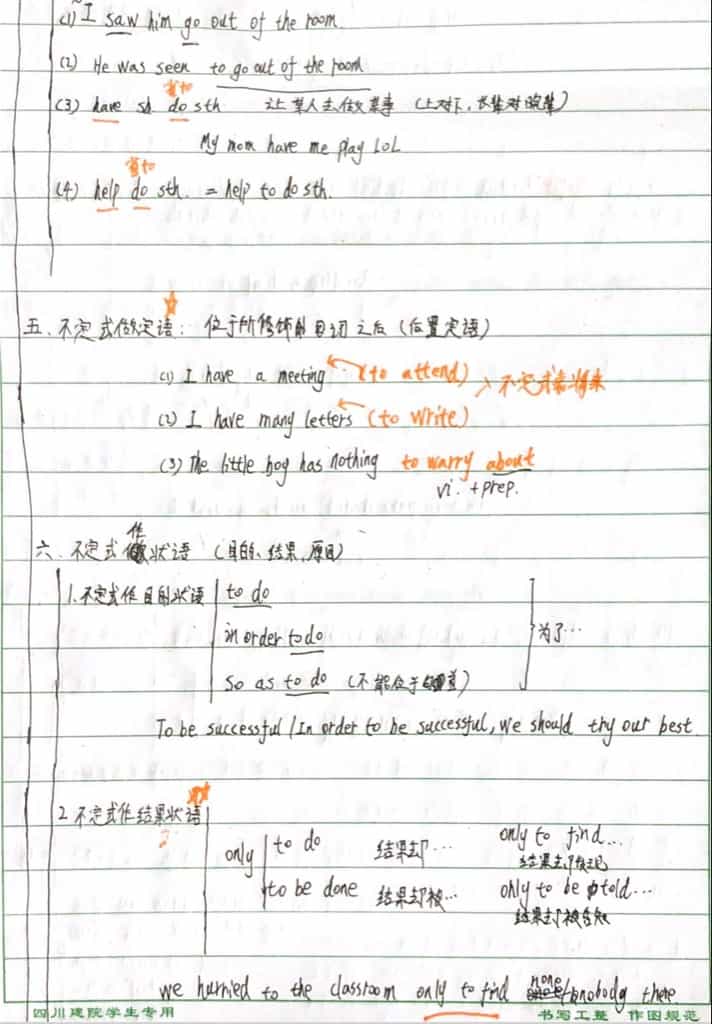 (1) I saw him go out of the room.
(2) He was seen to go out of the room
省to
(3) have sb do sth 让某人去做某事 (上对下、长辈对晚辈)
My mom have me play LOL
省to
(4) help do sth. = help to do sth.
五、不定式做定语: 位于所修饰的名词之后 (后置定语)
(1) I have a meeting (to attend) 不定式表将来
(2) I have many letters (to write)
(3) The little boy has nothing to warry about
vi. + prep.
六、不定式作状语 (目的、结果、原因)
1.不定式作目的状语 to do
in order to do 为了…
so as to do (不能位于句首)
To be successful / In order to be successful, we should try our best.
2.不定式作结果状语
only to do 结果却… only to find…
结果却发现
to be done 结果却被… only to be told…
结果却被告知
we hurried to the classroom only to find none / nobody there
四川建院学生专用 书写工整 作图规范